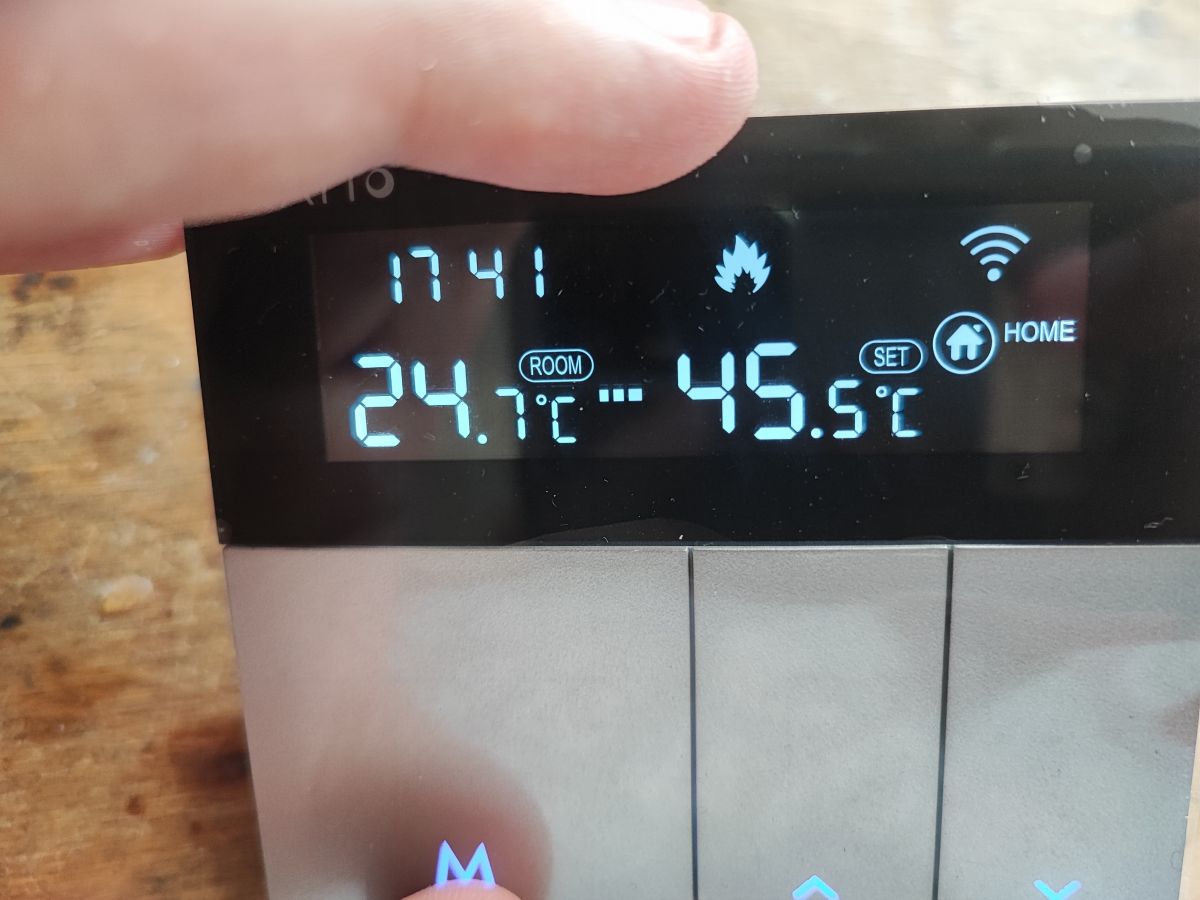 17 41
ROOM SET HOME
24.7°C 45.5°C
M